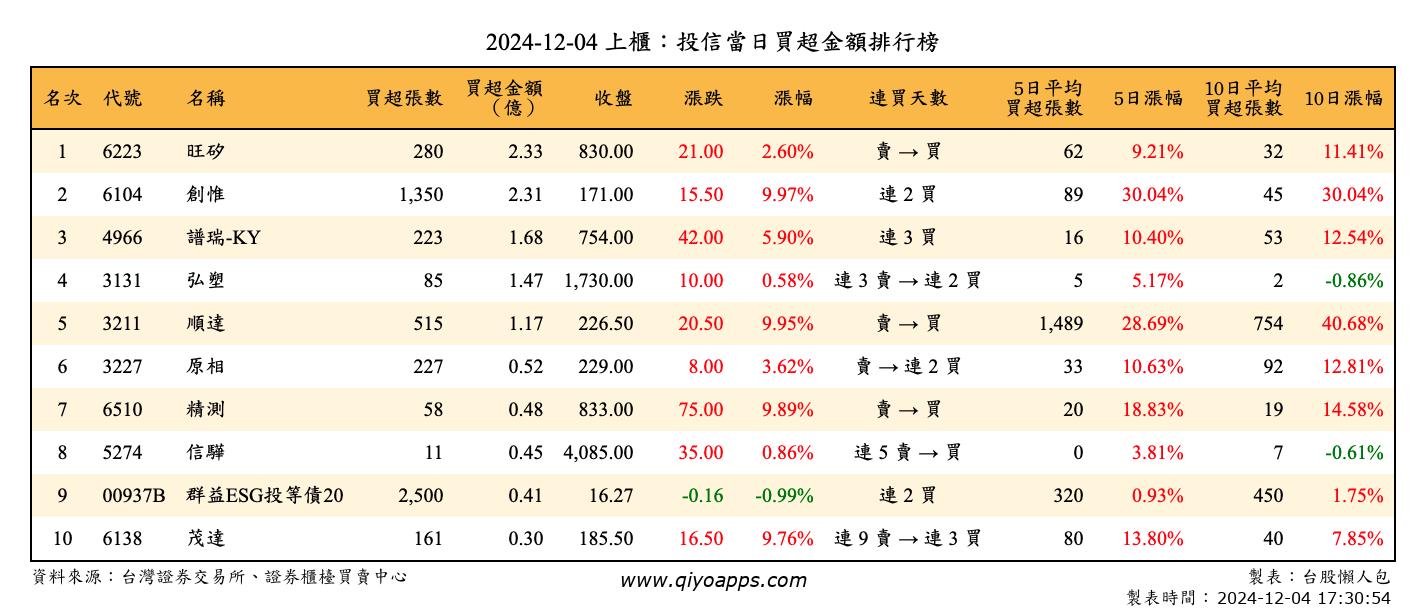 2024-12-04 上櫃：投信當日買超金額排行榜
名次 代號 名稱 買超張數 買超金額（億） 收盤 漲跌 漲幅 連買天數 5日平均買超張數 5日漲幅 10日平均買超張數 10日漲幅
1 6223 旺矽 280 2.33 830.00 21.00 2.60% 賣 → 買 62 9.21% 32 11.41%
2 6104 創惟 1,350 2.31 171.00 15.50 9.97% 連 2 買 89 30.04% 45 30.04%
3 4966 譜瑞-KY 223 1.68 754.00 42.00 5.90% 連 3 買 16 10.40% 53 12.54%
4 3131 弘塑 85 1.47 1,730.00 10.00 0.58% 連 3 賣 → 連 2 買 5 5.17% 2 -0.86%
5 3211 順達 515 1.17 226.50 20.50 9.95% 賣 → 買 1,489 28.69% 754 40.68%
6 3227 原相 227 0.52 229.00 8.00 3.62% 賣 → 連 2 買 33 10.63% 92 12.81%
7 6510 精測 58 0.48 833.00 75.00 9.89% 賣 → 買 20 18.83% 19 14.58%
8 5274 信驊 11 0.45 4,085.00 35.00 0.86% 連 5 賣 → 買 0 3.81% 7 -0.61%
9 00937B 群益ESG投等債20 2,500 0.41 16.27 -0.16 -0.99% 連 2 買 320 0.93% 450 1.75%
10 6138 茂達 161 0.30 185.50 16.50 9.76% 連 9 賣 → 連 3 買 80 13.80% 40 7.85%
資料來源：台灣證券交易所、證券櫃檯買賣中心 www.qiyoapps.com 製表：台股懶人包
製表時間：2024-12-04 17:30:54